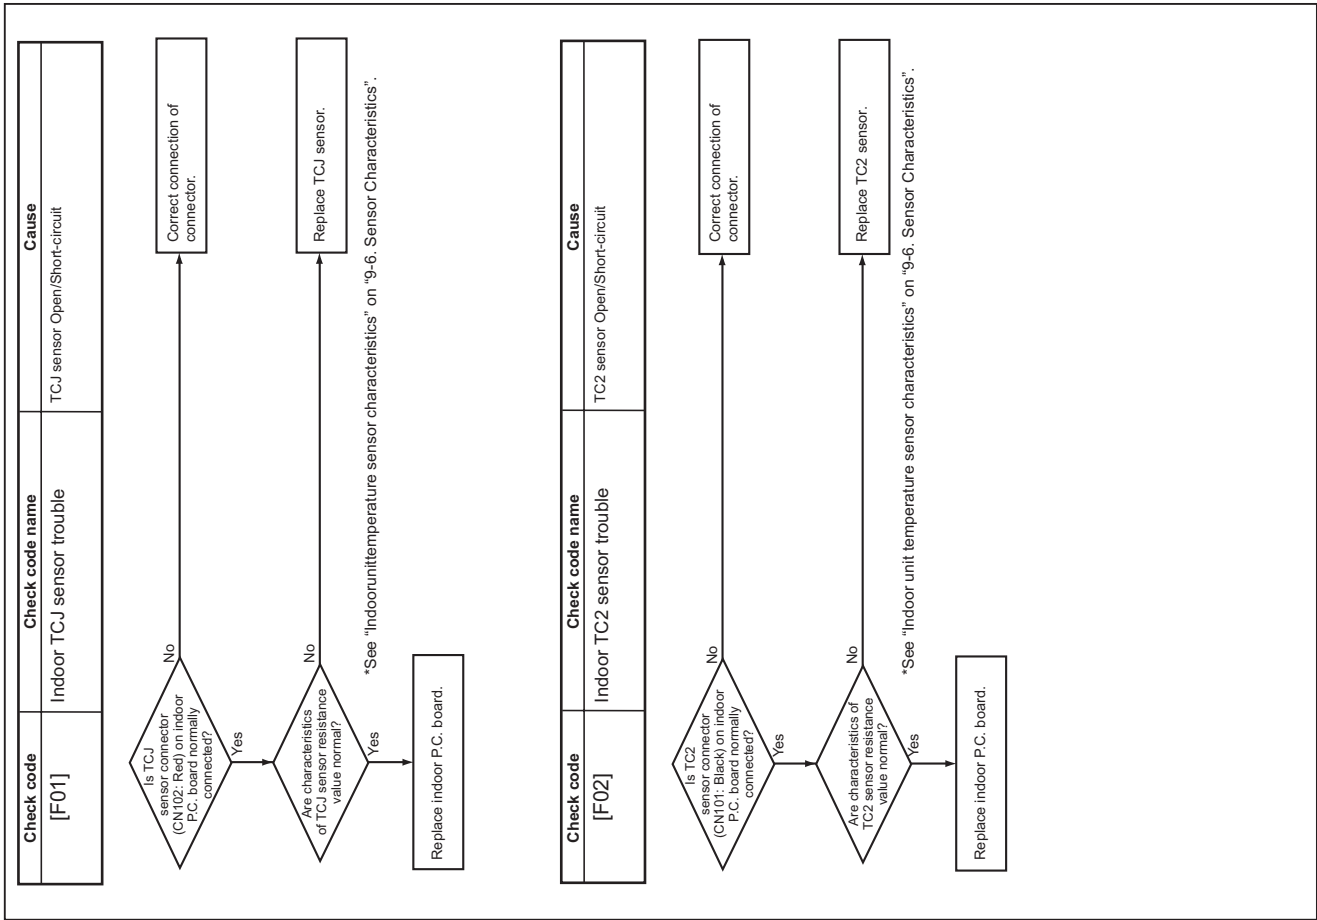 Check code
Check code name
Cause
[F01]
Indoor TCJ sensor trouble
TCJ sensor Open/Short-circuit
Is TCJ
sensor connector
(CN102: Red) on indoor
P.C. board normally
connected?
No
Correct connection of
connector.
Yes
Are characteristics
of TCJ sensor resistance
value normal?
No
Replace TCJ sensor.
Yes
*See “Indoorunittemperature sensor characteristics” on “9-6. Sensor Characteristics”.
Replace indoor P.C. board.
Check code
Check code name
Cause
[F02]
Indoor TC2 sensor trouble
TC2 sensor Open/Short-circuit
Is TC2
sensor connector
(CN101: Black) on indoor
P.C. board normally
connected?
No
Correct connection of
connector.
Yes
Are characteristics of
TC2 sensor resistance
value normal?
No
Replace TC2 sensor.
Yes
*See “Indoor unit temperature sensor characteristics” on “9-6. Sensor Characteristics”.
Replace indoor P.C. board.